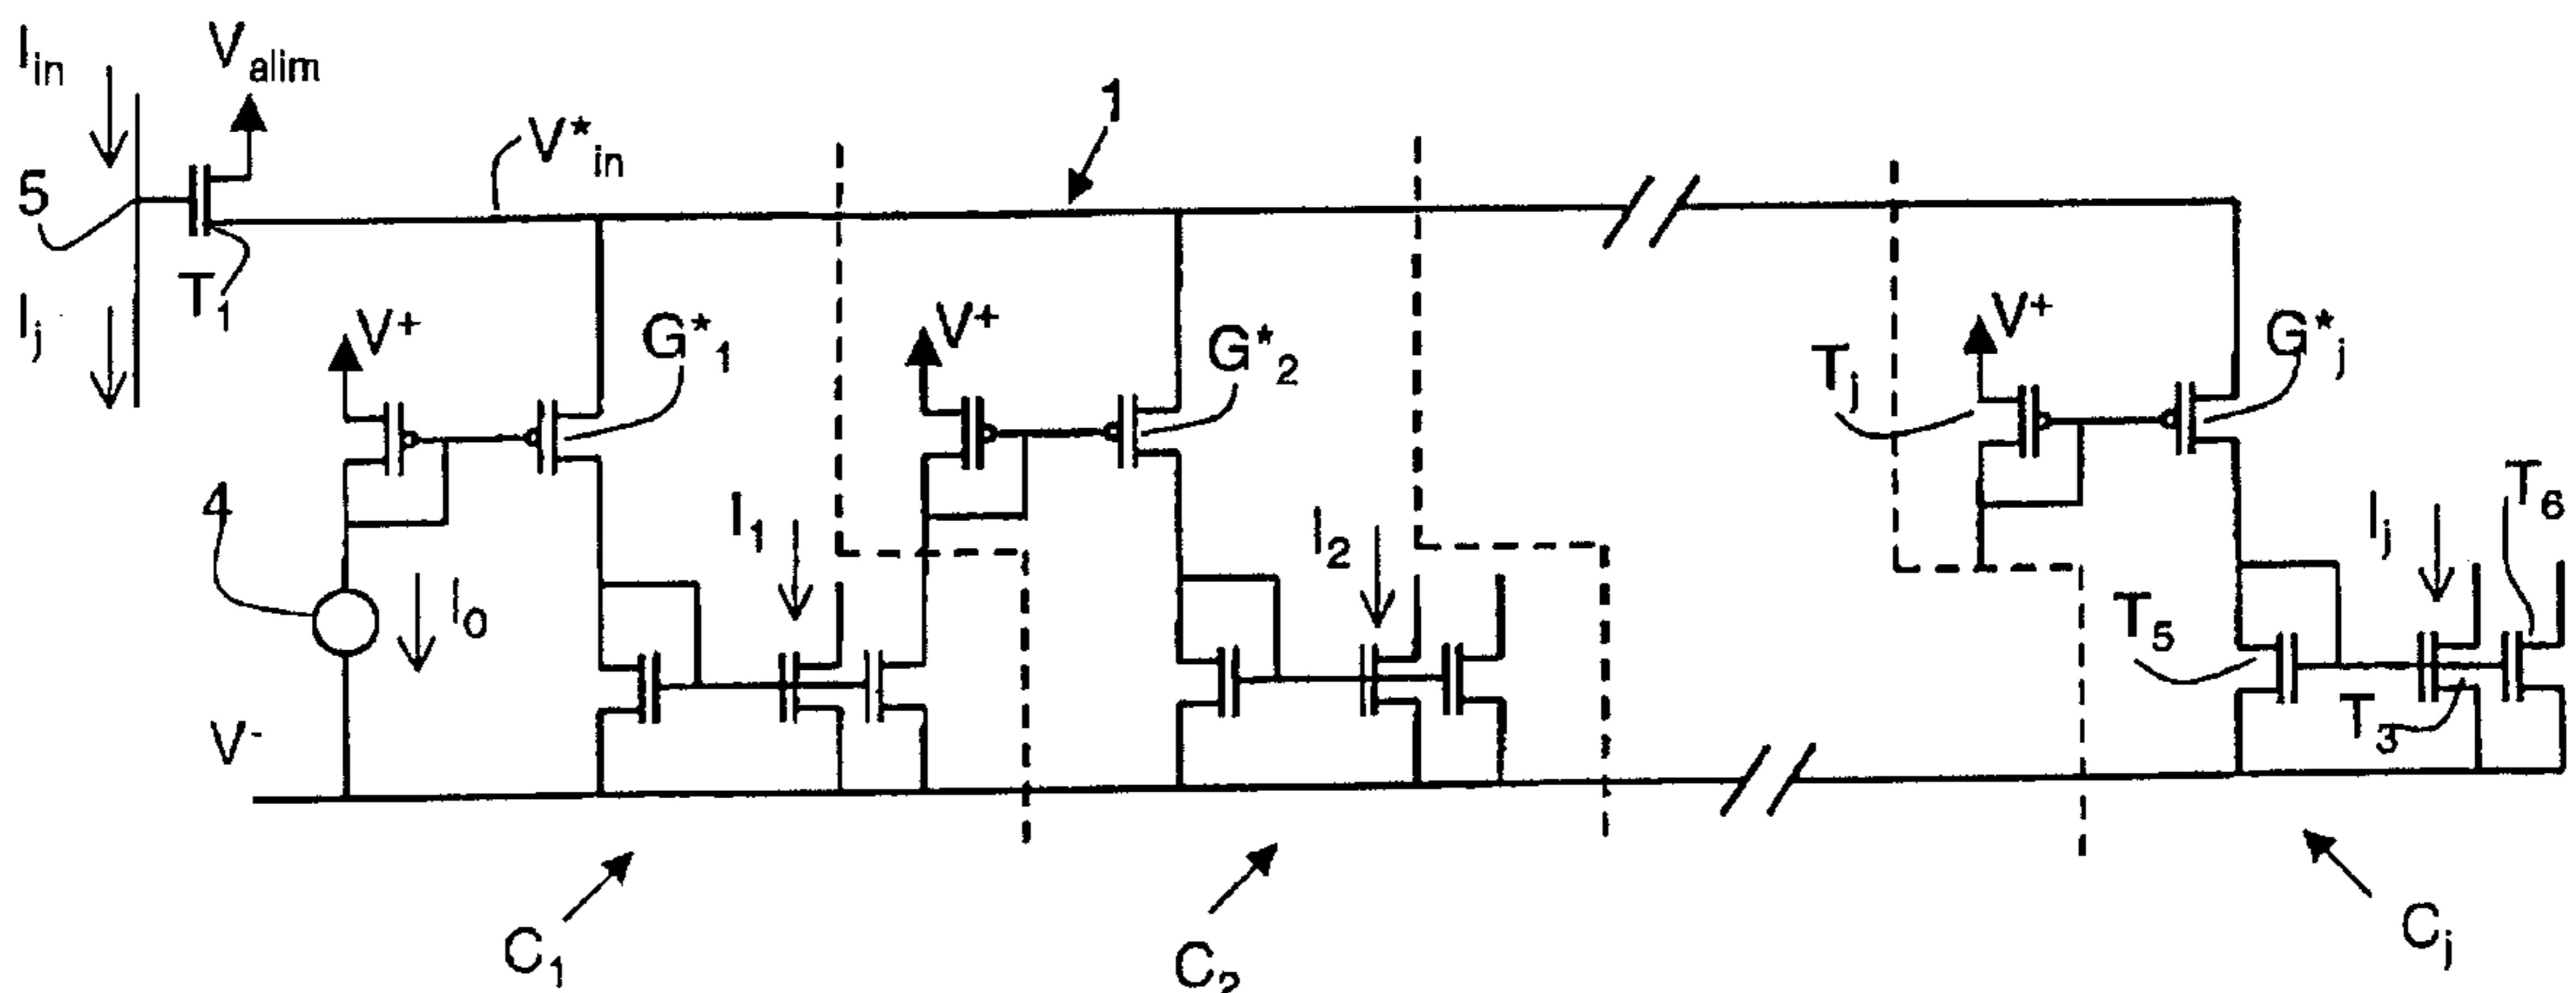 I_in
V_alim
1
V*_in
5
T_1
I_j
V+
G*_1
V+
G*_2
T_j
V+
G*_j
4
I_0
I_1
I_2
T_5
I_j
T_6
T_3
V-
C_1
C_2
C_j